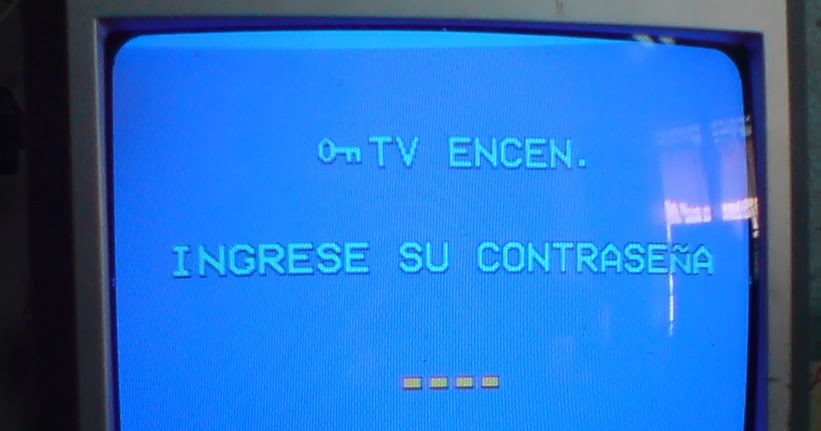 TV ENCEN.
INGRESE SU CONTRASEÑA
_ _ _ _